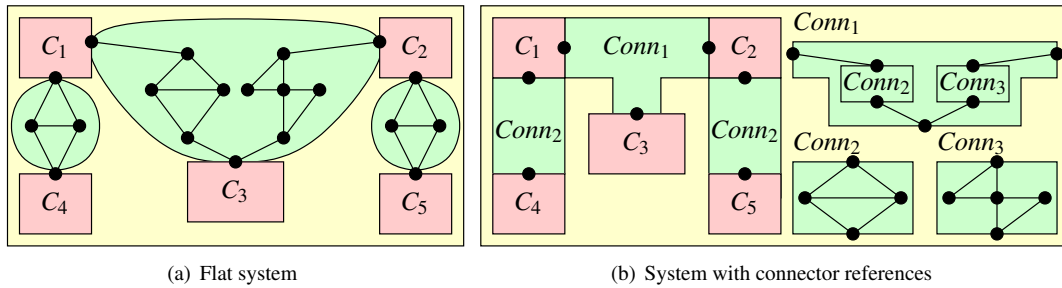 C1
C2
C3
C4
C5
(a) Flat system
C1
Conn1
C2
Conn2
C3
Conn2
C4
C5
Conn1
Conn2
Conn3
Conn2
Conn3
(b) System with connector references